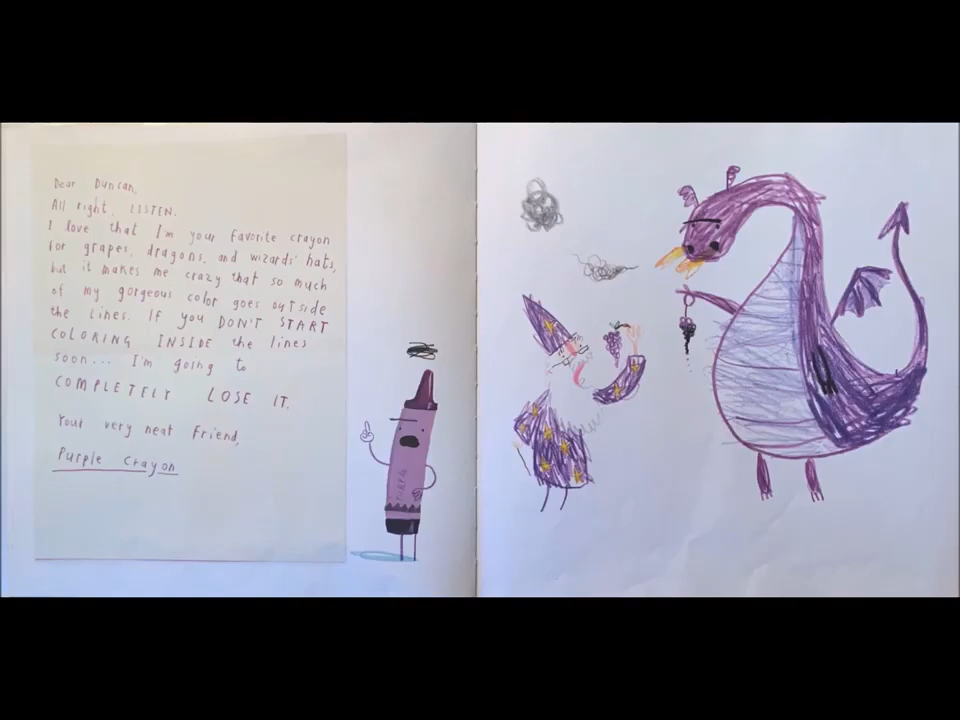 Dear Duncan,
All right, LISTEN.
I love that I'm your favorite crayon
for grapes, dragons, and wizards' hats,
but it makes me crazy that so much
of my gorgeous color goes outside
the lines. If you DON'T START
COLORING INSIDE the lines
soon... I'm going to
COMPLETELY LOSE IT.
Your very neat friend,
Purple Crayon
PURPLE